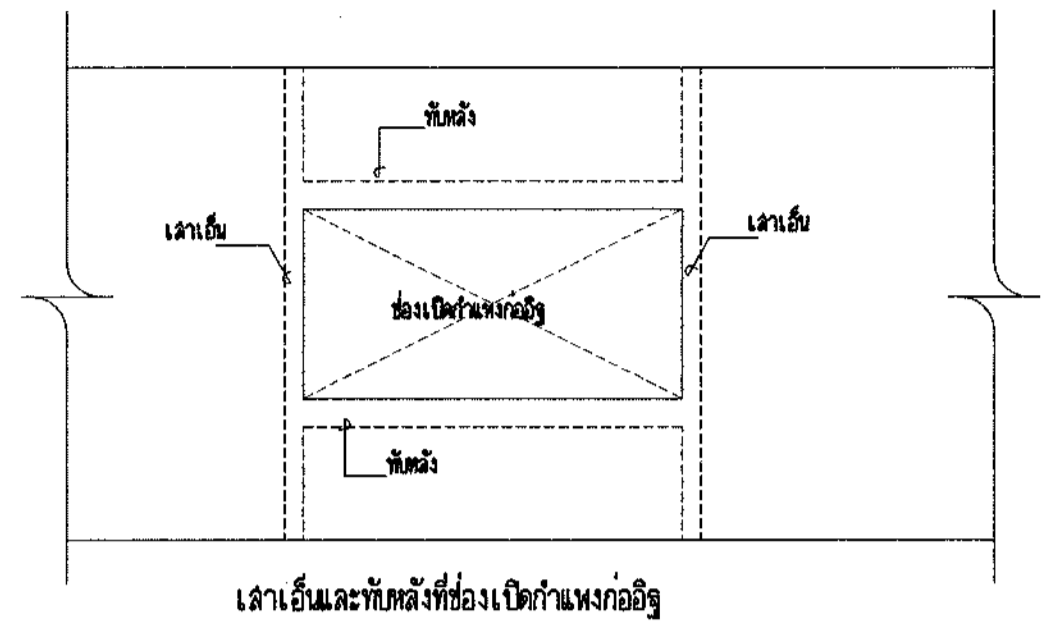 ทับหลัง
เสาเอ็น
เสาเอ็น
ช่องเปิดกำแพงก่ออิฐ
ทับหลัง
เสาเอ็นและทับหลังที่ช่องเปิดกำแพงก่ออิฐ